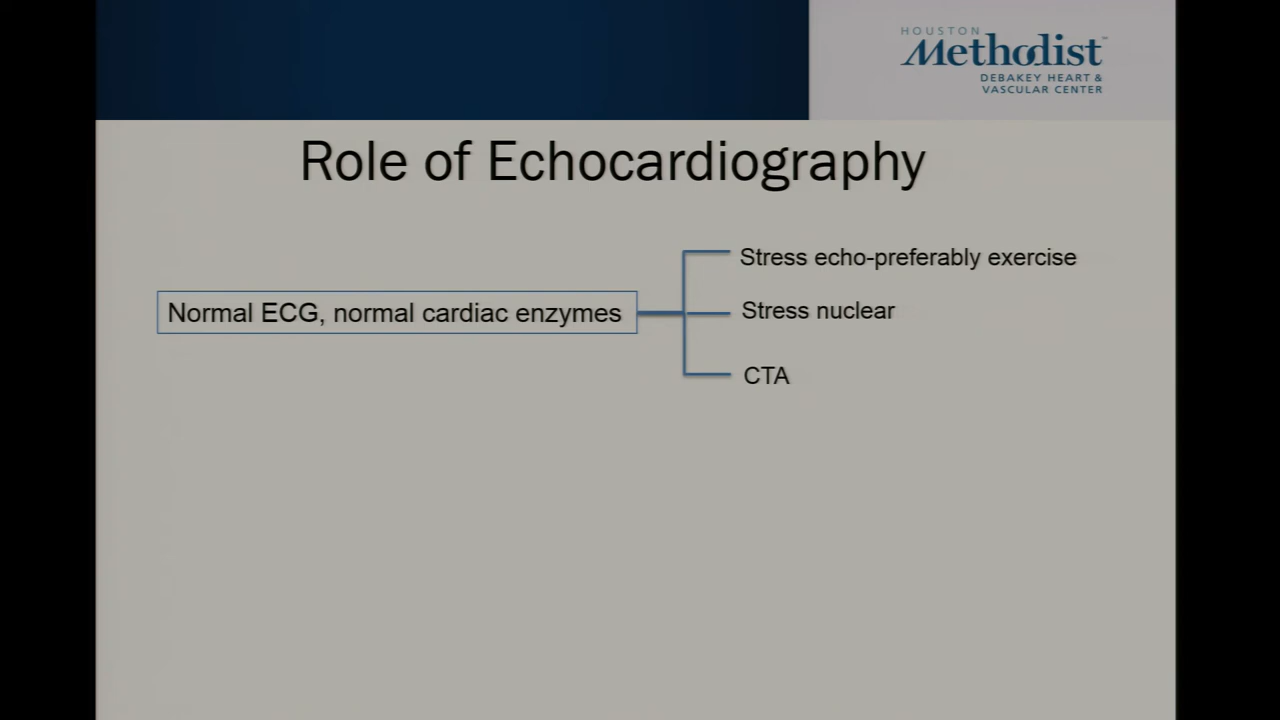 HOUSTON
Methodist™
DEBAKEY HEART &
VASCULAR CENTER
Role of Echocardiography
Normal ECG, normal cardiac enzymes
Stress echo-preferably exercise
Stress nuclear
CTA